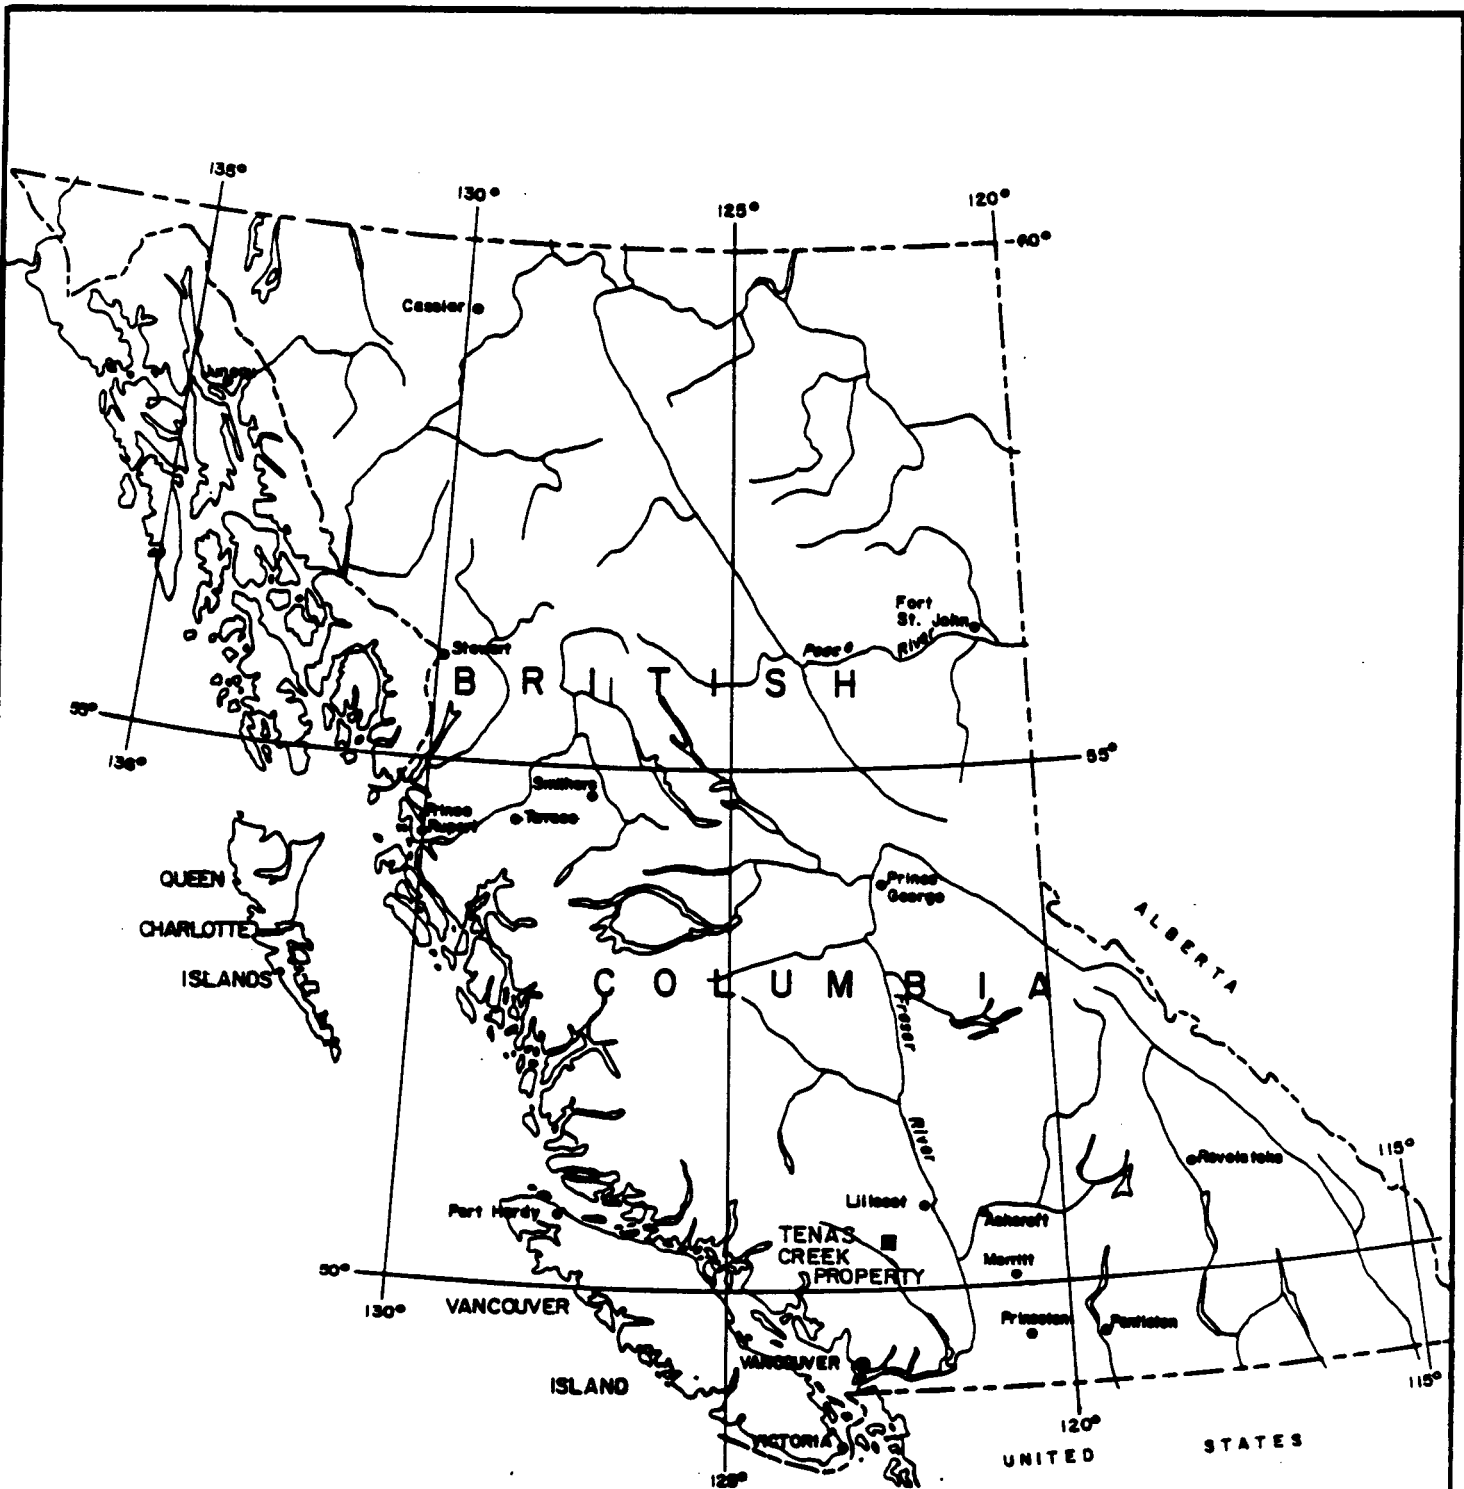 135°
130°
125°
120°
60°
Cassiar
Juneau
Fort
St. John
Peace River
Stewart
BRITISH
55°
55°
135°
Smithers
Terrace
Prince
Rupert
QUEEN
CHARLOTTE
ISLANDS
Prince
George
ALBERTA
COLUMBIA
Fraser
River
115°
Revelstoke
Lillooet
Port Hardy
Ashcroft
TENAS
CREEK
PROPERTY
Merritt
50°
130°
VANCOUVER
ISLAND
Princeton
Penticton
VANCOUVER
115°
120°
VICTORIA
UNITED STATES
125°